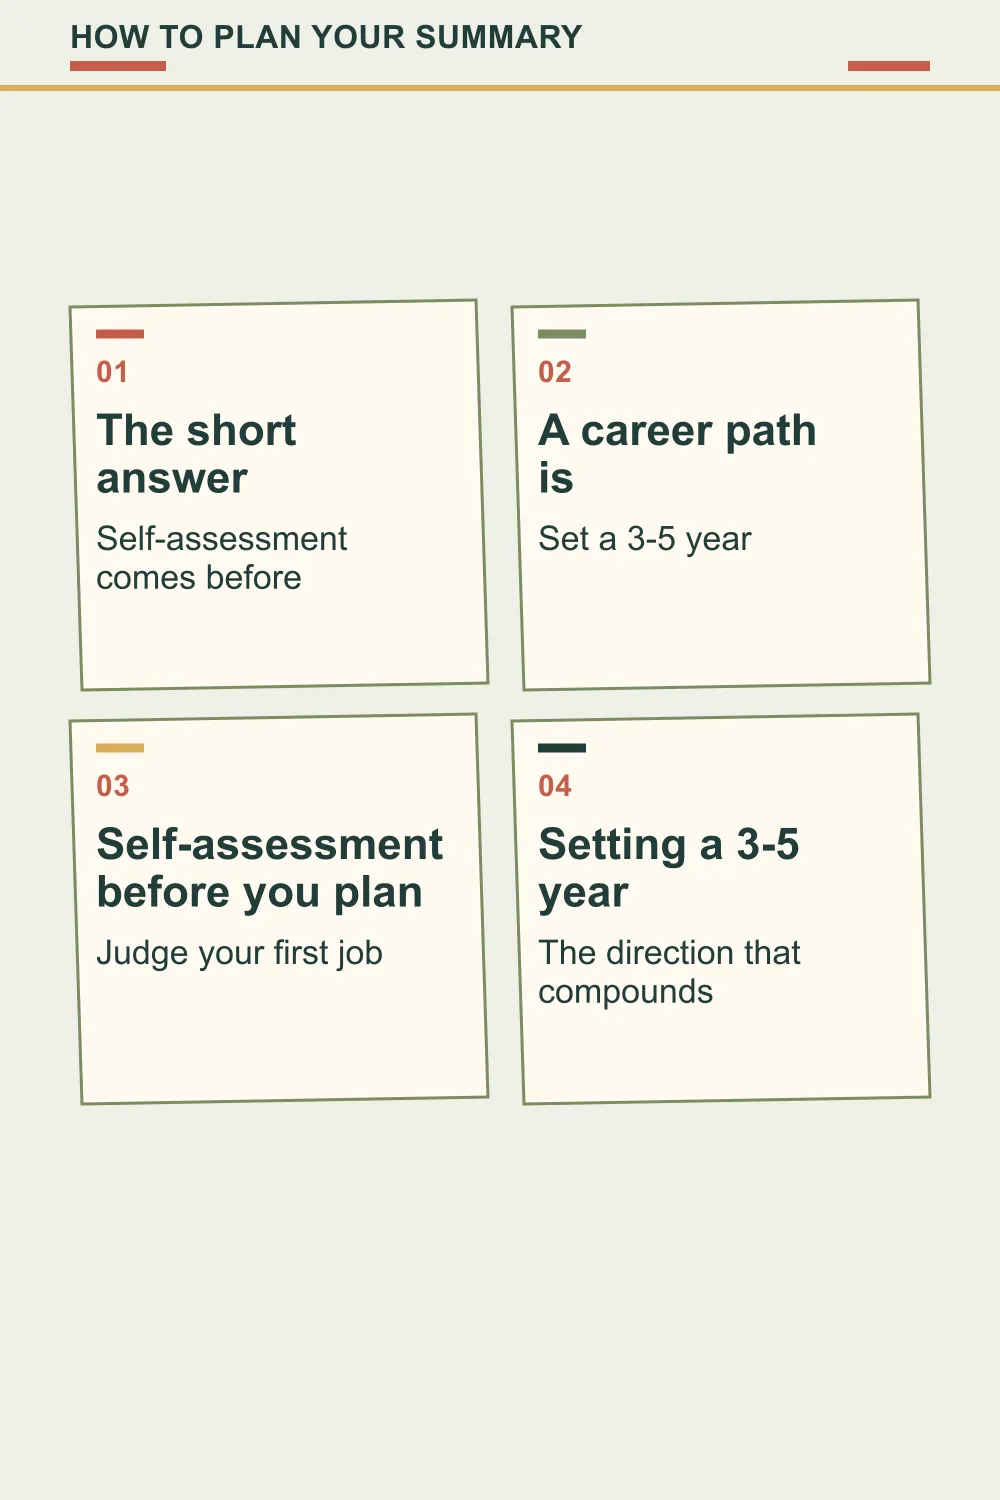 HOW TO PLAN YOUR SUMMARY
01
The short
answer
Self-assessment
comes before
02
A career path
is
Set a 3-5 year
03
Self-assessment
before you plan
Judge your first job
04
Setting a 3-5
year
The direction that
compounds